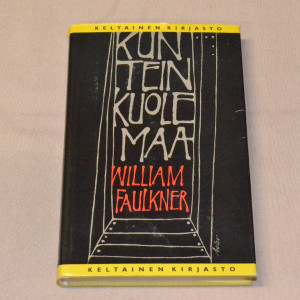 KELTAINEN KIRJASTO
KUN
TEIN
KUOLE
MAA
WILLIAM
FAULKNER
KELTAINEN KIRJASTO